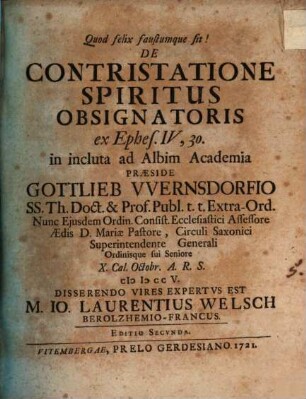 Quod felix faustumque sit!
DE
CONTRISTATIONE
SPIRITUS
OBSIGNATORIS
ex Ephes. IV, 30.
in incluta ad Albim Academia
PRÆSIDE
GOTTLIEB VVERNSDORFIO
SS. Th. Doct. & Prof. Publ. t. t. Extra-Ord.
Nunc Ejusdem Ordin. Consist. Ecclesiastici Assessore
Ædis D. Mariæ Pastore, Circuli Saxonici
Superintendente Generali
Ordinisque sui Seniore
X. Cal. Octobr. A. R. S.
cIɔ Iɔ cc V.
DISSERENDO VIRES EXPERTVS EST
M. IO. LAURENTIUS WELSCH
BEROLZHEMIO-FRANCUS.
EDITIO SECVNDA.
VITEMBERGAE, PRELO GERDESIANO. 1721.